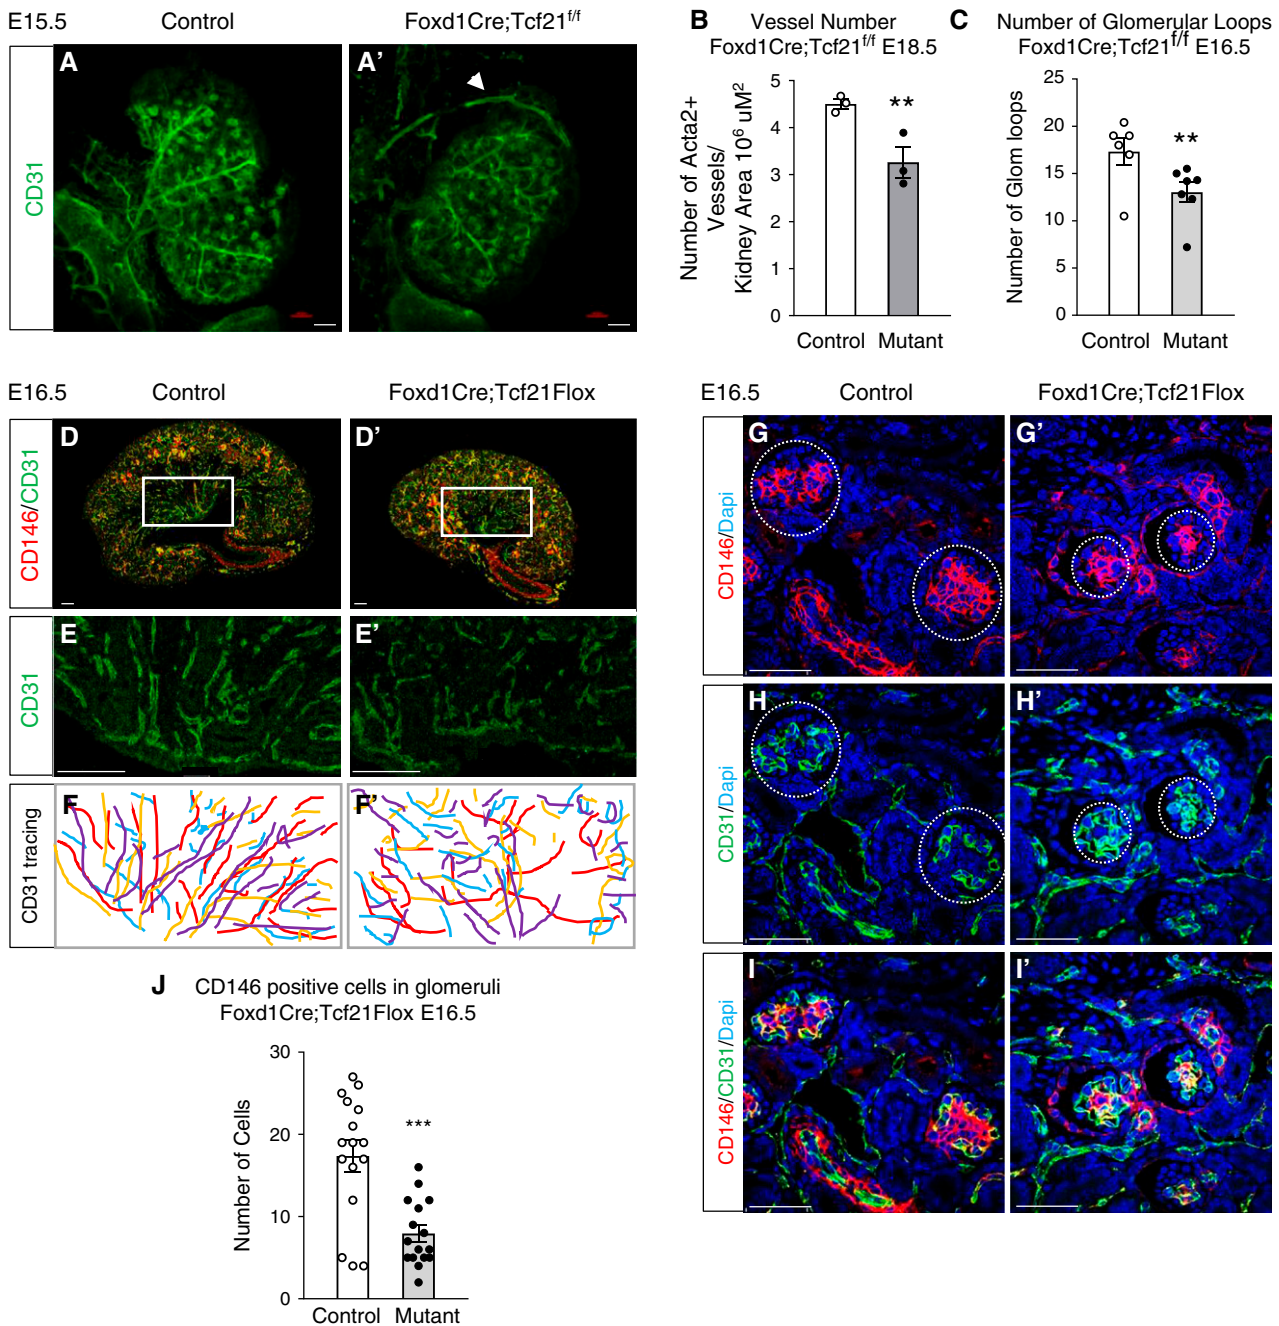 E15.5 Control Foxd1Cre;Tcf21f/f
CD31
A
A'
B Vessel Number
Foxd1Cre;Tcf21f/f E18.5
Number of Acta2+
Vessels/
Kidney Area 10^6 uM^2
5
4
3
2
1
0
**
Control Mutant
C Number of Glomerular Loops
Foxd1Cre;Tcf21f/f E16.5
Number of Glom loops
25
20
15
10
5
0
**
Control Mutant
E16.5 Control Foxd1Cre;Tcf21Flox
CD146/CD31
D
D'
CD31
E
E'
CD31 tracing
F
F'
E16.5 Control Foxd1Cre;Tcf21Flox
CD146/Dapi
G
G'
CD31/Dapi
H
H'
CD146/CD31/Dapi
I
I'
J CD146 positive cells in glomeruli
Foxd1Cre;Tcf21Flox E16.5
Number of Cells
30
20
10
0
***
Control Mutant